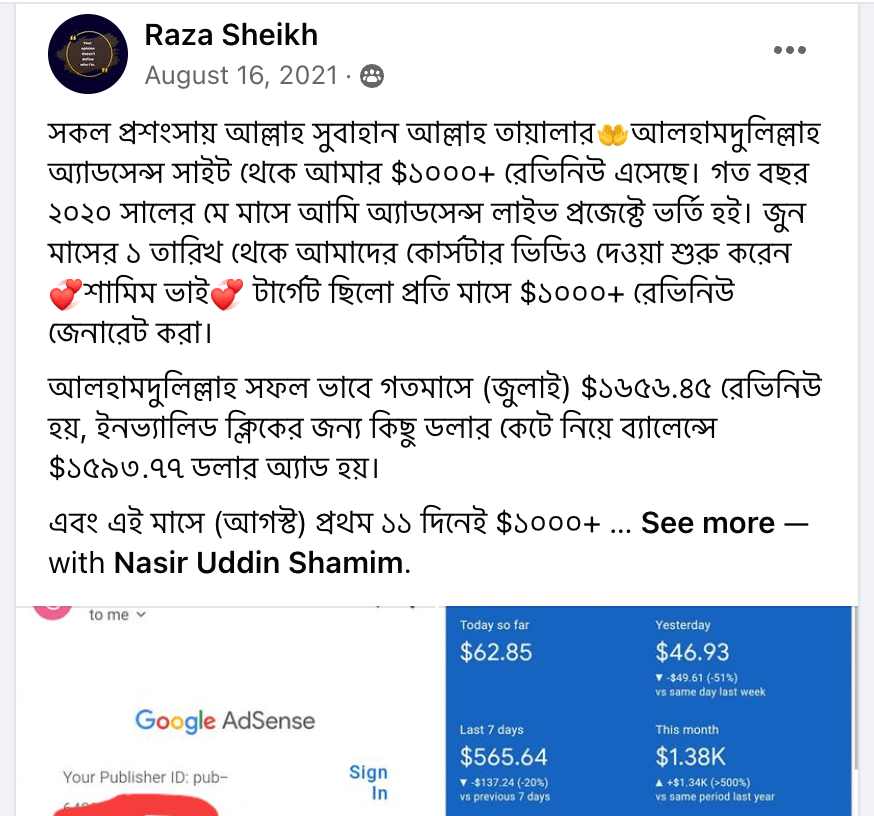 Raza Sheikh
August 16, 2021 ·
সকল প্রশংসায় আল্লাহ সুবাহান আল্লাহ তায়ালার🤲আলহামদুলিল্লাহ
অ্যাডসেন্স সাইট থেকে আমার $১০০০+ রেভিনিউ এসেছে। গত বছর
২০২০ সালের মে মাসে আমি অ্যাডসেন্স লাইভ প্রজেক্টে ভর্তি হই। জুন
মাসের ১ তারিখ থেকে আমাদের কোর্সটার ভিডিও দেওয়া শুরু করেন
💞শামিম ভাই💞 টার্গেট ছিলো প্রতি মাসে $১০০০+ রেভিনিউ
জেনারেট করা।
আলহামদুলিল্লাহ সফল ভাবে গতমাসে (জুলাই) $১৬৫৬.৪৫ রেভিনিউ
হয়, ইনভ্যালিড ক্লিকের জন্য কিছু ডলার কেটে নিয়ে ব্যালেন্সে
$১৫৯৩.৭৭ ডলার অ্যাড হয়।
এবং এই মাসে (আগস্ট) প্রথম ১১ দিনেই $১০০০+ ... See more —
with Nasir Uddin Shamim.
to me
Google AdSense
Your Publisher ID: pub-
Sign
In
Today so far
$62.85
Yesterday
$46.93
▼ -$49.61 (-51%)
vs same day last week
Last 7 days
$565.64
▼ -$137.24 (-20%)
vs previous 7 days
This month
$1.38K
▲ +$1.34K (>500%)
vs same period last year